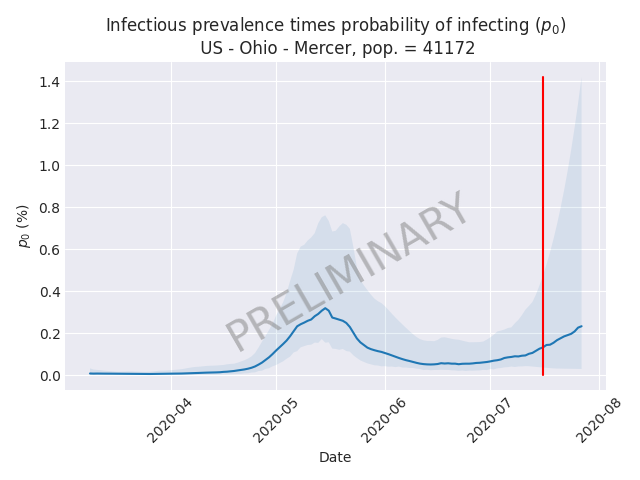 Infectious prevalence times probability of infecting (p0)
US - Ohio - Mercer, pop. = 41172
1.4
1.2
1.0
0.8
0.6
0.4
0.2
0.0
p0 (%)
PRELIMINARY
2020-04
2020-05
2020-06
2020-07
2020-08
Date